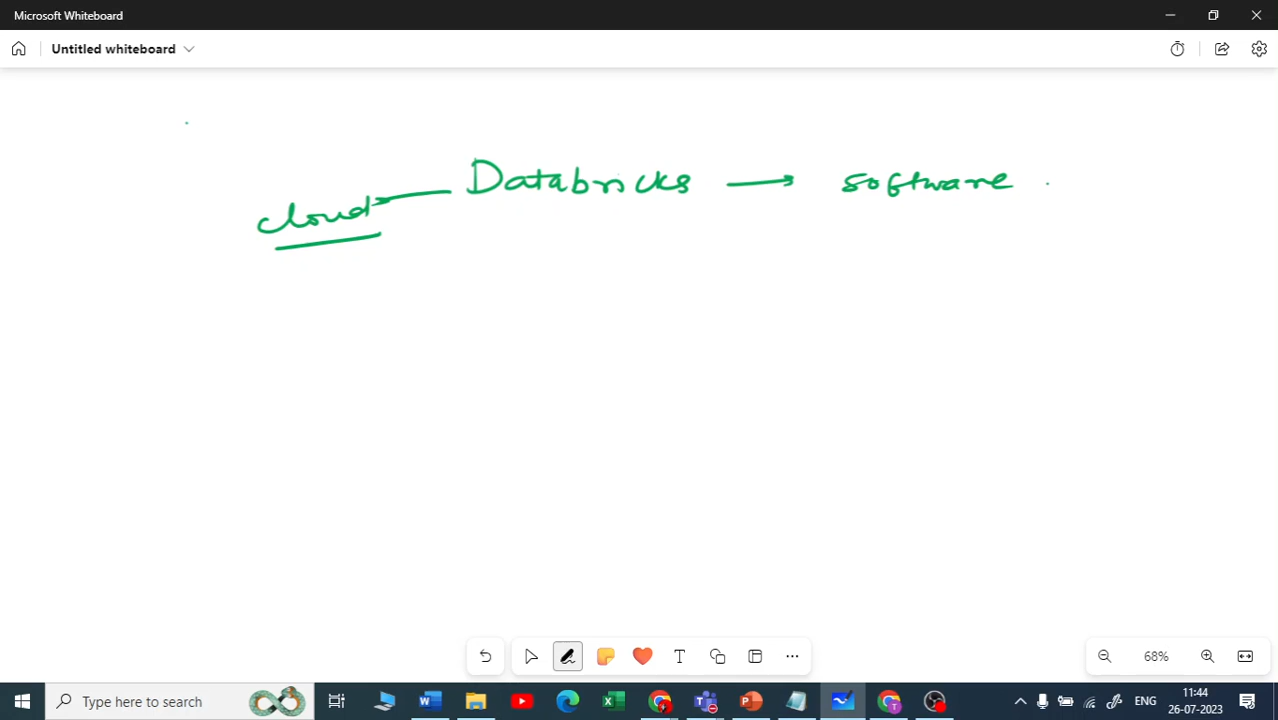 Microsoft Whiteboard
Untitled whiteboard
Databricks → software
cloud
68%
Type here to search
ENG
11:44
26-07-2023